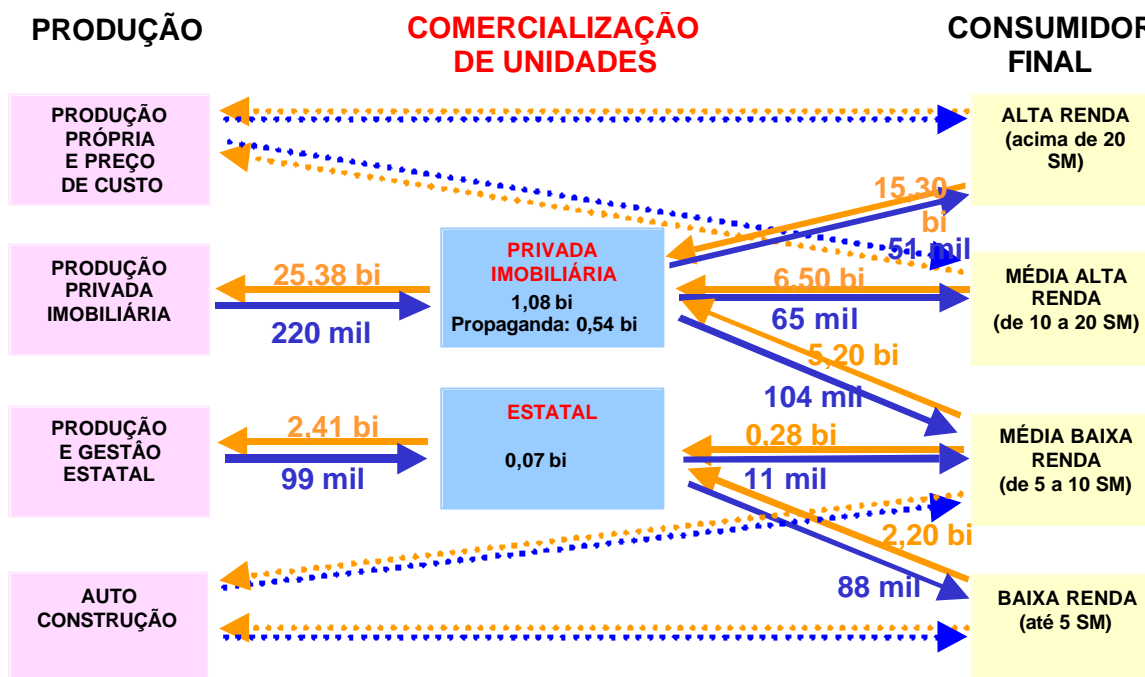 PRODUÇÃO
COMERCIALIZAÇÃO
DE UNIDADES
CONSUMIDOR
FINAL
PRODUÇÃO
PRÓPRIA
E PREÇO
DE CUSTO
ALTA RENDA
(acima de 20
SM)
15,30
bi
51 mil
PRODUÇÃO
PRIVADA
IMOBILIÁRIA
25,38 bi
220 mil
PRIVADA
IMOBILIÁRIA
1,08 bi
Propaganda: 0,54 bi
6,50 bi
65 mil
MÉDIA ALTA
RENDA
(de 10 a 20 SM)
5,20 bi
104 mil
PRODUÇÃO
E GESTÂO
ESTATAL
2,41 bi
99 mil
ESTATAL
0,07 bi
0,28 bi
11 mil
MÉDIA BAIXA
RENDA
(de 5 a 10 SM)
2,20 bi
88 mil
AUTO
CONSTRUÇÃO
BAIXA RENDA
(até 5 SM)